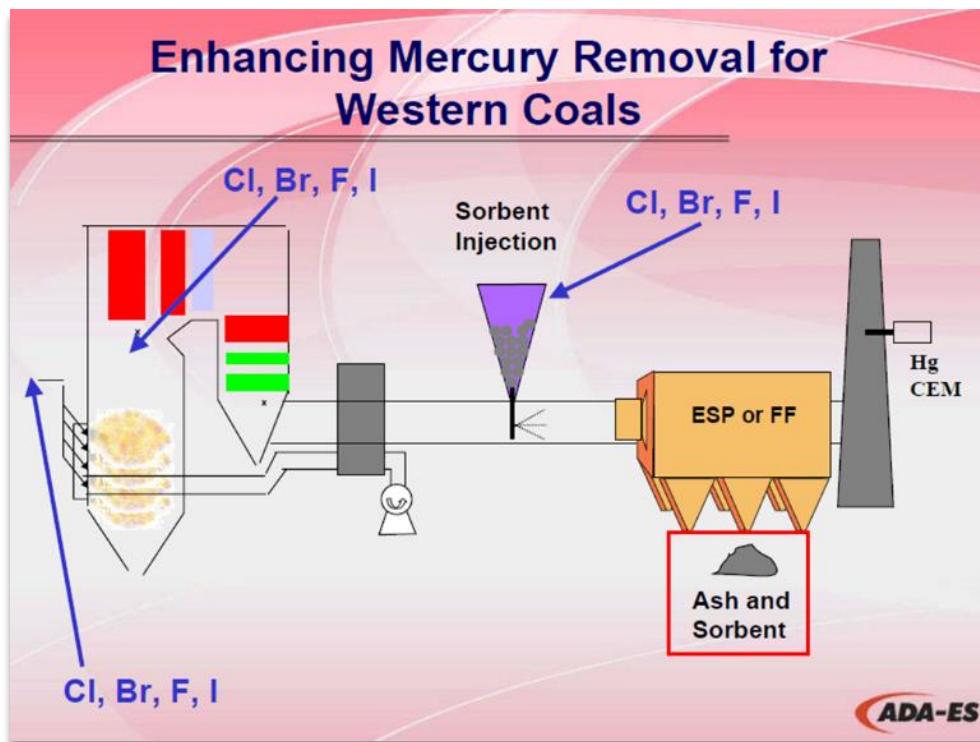 Enhancing Mercury Removal for
Western Coals
Cl, Br, F, I
Sorbent
Injection
Cl, Br, F, I
x
x
Hg
CEM
ESP or FF
Ash and
Sorbent
Cl, Br, F, I
ADA-ES